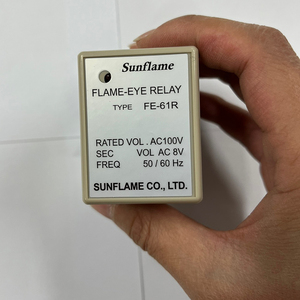 Sunflame
FLAME-EYE RELAY
TYPE FE-61R
RATED VOL . AC100V
SEC VOL AC 8V
FREQ 50 / 60 Hz
SUNFLAME CO., LTD.